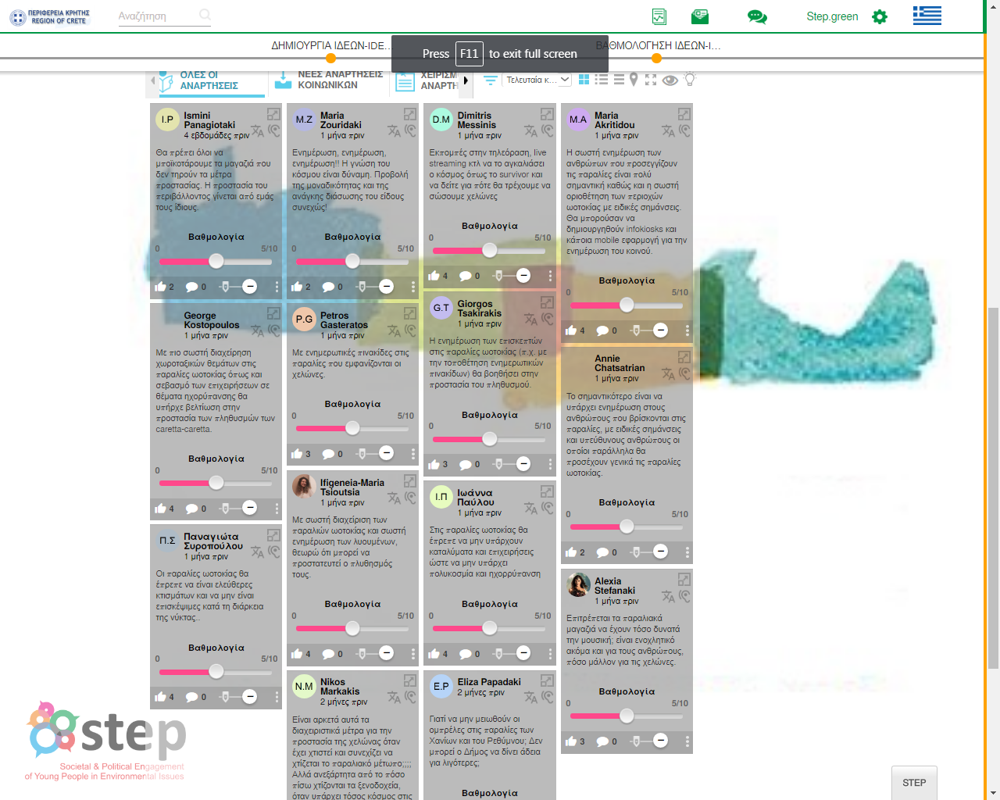 ΠΕΡΙΦΕΡΕΙΑ ΚΡΗΤΗΣ
REGION OF CRETE
Αναζήτηση
Step.green
ΔΗΜΙΟΥΡΓΙΑ ΙΔΕΩΝ-IDE...
ΒΑΘΜΟΛΟΓΗΣΗ ΙΔΕΩΝ-Ι...
Press F11 to exit full screen
ΟΛΕΣ ΟΙ
ΑΝΑΡΤΗΣΕΙΣ
ΝΕΕΣ ΑΝΑΡΤΗΣΕΙΣ
ΚΟΙΝΩΝΙΚΩΝ
ΧΕΙΡΙΣΜ
ΑΝΑΡΤΗ
Τελευταία κ...
I.P
Ismini
Panagiotaki
4 εβδομάδες πριν
Θα πρέπει όλοι να
μποϊκοτάρουμε τα μαγαζιά που
δεν τηρούν τα μέτρα
προστασίας. Η προστασία του
περιβάλλοντος γίνεται από εμάς
τους ίδιους.
Βαθμολογία
0 5/10
2 0
George
Kostopoulos
1 μήνα πριν
Με πιο σωστή διαχείριση
χωροταξικών θεμάτων στις
παραλίες ωοτοκίας όπως και
σεβασμό των επιχειρήσεων σε
θέματα ηχορύπανσης θα
υπήρχε βελτίωση στην
προστασία των πληθυσμών των
caretta-caretta.
Βαθμολογία
0 5/10
4 0
Π.Σ
Παναγιώτα
Συροπούλου
1 μήνα πριν
Οι παραλίες ωοτοκίας θα
έπρεπε να είναι ελεύθερες
κτισμάτων και να μην είναι
επισκέψιμες κατά τη διάρκεια
της νύκτας..
Βαθμολογία
0 5/10
4 0
M.Z
Maria
Zouridaki
1 μήνα πριν
Ενημέρωση, ενημέρωση,
ενημέρωση!! Η γνώση του
κόσμου είναι δύναμη. Προβολή
της μοναδικότητας και της
ανάγκης διάσωσης του είδους
συνεχώς!
Βαθμολογία
0 5/10
2 0
P.G
Petros
Gasteratos
1 μήνα πριν
Με ενημερωτικές πινακίδες στις
παραλίες που εμφανίζονται οι
χελώνες.
Βαθμολογία
0 5/10
3 0
Ifigeneia-Maria
Tsioutsia
1 μήνα πριν
Με σωστή διαχείριση των
παραλιών ωοτοκίας και σωστή
ενημέρωση των λουομένων,
θεωρώ ότι μπορεί να
προστατευτεί ο πλυθησμός
τους.
Βαθμολογία
0 5/10
4 0
N.M
Nikos
Markakis
2 μήνες πριν
Είναι αρκετά αυτά τα
διαχειριστικά μέτρα για την
προστασία της χελώνας όταν
έχει χτιστεί και συνεχίζει να
χτίζεται το παραλιακό μέτωπο;;;;
Αλλά ανεξάρτητα από το πόσο
πίσω χτίζονται τα ξενοδοχεία,
όταν υπάρχει τόσος κόσμος στις
D.M
Dimitris
Messinis
1 μήνα πριν
Εκπομπές στην τηλεόραση, live
streaming κτλ να το αγκαλιάσει
ο κόσμος όπως το survivor και
να δείτε για πότε θα τρέχουμε να
σώσουμε χελώνες
Βαθμολογία
0 5/10
4 0
G.T
Giorgos
Tsakirakis
1 μήνα πριν
Η ενημέρωση των επισκεπτών
στις παραλίες ωοτοκίας (π.χ. με
την τοποθέτηση ενημερωτικών
πινακίδων) θα βοηθήσει στην
προστασία του πληθυσμού.
Βαθμολογία
0 5/10
3 0
Ι.Π
Ιωάννα
Παύλου
1 μήνα πριν
Στις παραλίες ωοτοκίας θα
έπρεπε να μην υπάρχουν
καταλύματα και επιχειρήσεις
ώστε να μην υπάρχει
πολυκοσμία και ηχορρύπανση
Βαθμολογία
0 5/10
4 0
E.P
Eliza Papadaki
2 μήνες πριν
Γιατί να μην μειωθούν οι
ομπρέλες στις παραλίες των
Χανίων και του Ρεθύμνου; Δεν
μπορεί ο Δήμος να δίνει άδεια
για λιγότερες;
Βαθμολογία
M.A
Maria
Akritidou
1 μήνα πριν
Η σωστή ενημέρωση των
ανθρώπων που προσεγγίζουν
τις παραλίες είναι πολύ
σημαντική καθώς και η σωστή
οριοθέτηση των περιοχών
ωοτοκίας με ειδικές σημάνσεις.
Θα μπορούσαν να
δημιουργηθούν infokiosks και
κάποια mobile εφαρμογή για την
ενημέρωση του κοινού.
Βαθμολογία
0 5/10
4 0
Annie
Chatsatrian
1 μήνα πριν
Το σημαντικότερο είναι να
υπάρχει ενημέρωση στους
ανθρώπους που βρίσκονται στις
παραλίες, με ειδικές σημάνσεις
και υπεύθυνους ανθρώπους οι
οποίοι παράλληλα θα
προσέχουν γενικά τις παραλίες
ωοτοκίας.
Βαθμολογία
0 5/10
2 0
Alexia
Stefanaki
1 μήνα πριν
Επιτρέπεται τα παραλιακά
μαγαζιά να έχουν τόσο δυνατά
την μουσική; είναι ενοχλητικό
ακόμα και για τους ανθρώπους,
πόσο μάλλον για τις χελώνες.
Βαθμολογία
0 5/10
3 0
step
Societal & Political Engagement
of Young People in Environmental Issues
STEP